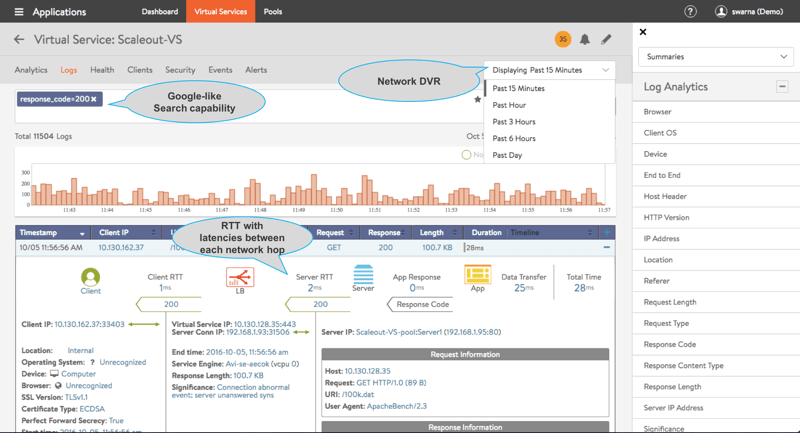 Applications
Dashboard
Virtual Services
Pools
?
swarna (Demo)
Virtual Service: Scaleout-VS
35
Summaries
Analytics
Logs
Health
Clients
Security
Events
Alerts
Network DVR
Displaying Past 15 Minutes
Past 15 Minutes
Past Hour
Past 3 Hours
Past 6 Hours
Past Day
response_code=200
Google-like
Search capability
Total 11504 Logs
Oct 5
No
300
200
100
0
11:43 11:44 11:45 11:46 11:47 11:48 11:49 11:50 11:51 11:52 11:53 11:54 11:55 11:56 11:57
RTT with
latencies between
each network hop
Timestamp Client IP Request Response Length Duration Timeline
10/05 11:56:56 AM 10.130.162.37 GET 200 100.7 KB 28ms
Client
Client RTT
1ms
LB
Server RTT
2ms
Server
App Response
0ms
App
Data Transfer
25ms
Total Time
28ms
200
200
Response Code
Client IP: 10.130.162.37:33403
Virtual Service IP: 10.130.128.35:443
Server Conn IP: 192.168.1.93:31506
Server IP: Scaleout-VS-pool:Server1 (192.168.1.95:80)
Location: Internal
Operating System: ? Unrecognized
Device: Computer
Browser: Unrecognized
SSL Version: TLSv1.1
Certificate Type: ECDSA
Perfect Forward Secrecy: True
Start time: 2016-10-05, 11:56:56 am
End time: 2016-10-05, 11:56:56 am
Service Engine: Avi-se-aecok (vcpu 0)
Response Length: 100.7 KB
Significance: Connection abnormal
event: server unanswered syns
Request Information
Host: 10.130.128.35
Request: GET HTTP/1.0 (89 B)
URI: /100k.dat
User Agent: ApacheBench/2.3
Response Information
Log Analytics
Browser
Client OS
Device
End to End
Host Header
HTTP Version
IP Address
Location
Referer
Request Length
Request Type
Response Code
Response Content Type
Response Length
Server IP Address
Significance